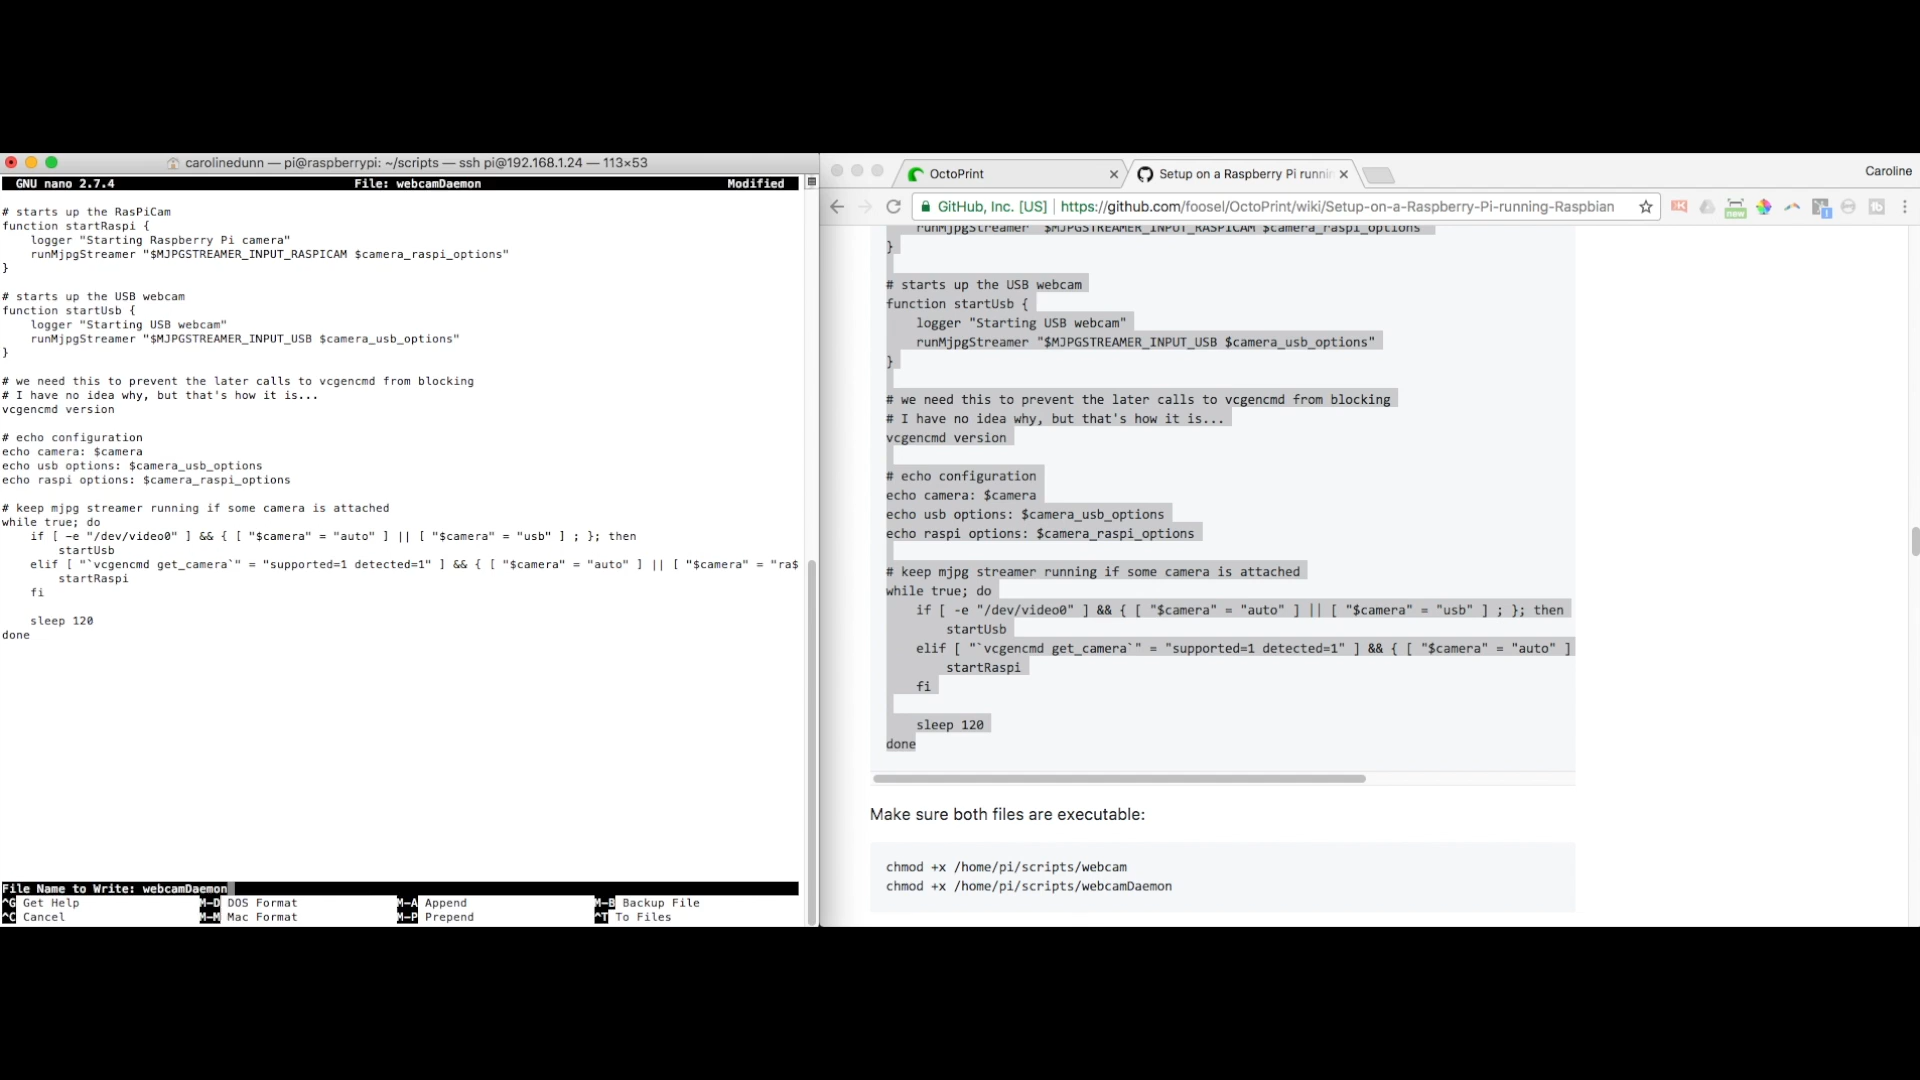 carolinedunn — pi@raspberrypi: ~/scripts — ssh pi@192.168.1.24 — 113×53
GNU nano 2.7.4 File: webcamDaemon Modified
# starts up the RasPiCam
function startRaspi {
    logger "Starting Raspberry Pi camera"
    runMjpgStreamer "$MJPGSTREAMER_INPUT_RASPICAM $camera_raspi_options"
}
# starts up the USB webcam
function startUsb {
    logger "Starting USB webcam"
    runMjpgStreamer "$MJPGSTREAMER_INPUT_USB $camera_usb_options"
}
# we need this to prevent the later calls to vcgencmd from blocking
# I have no idea why, but that's how it is...
vcgencmd version
# echo configuration
echo camera: $camera
echo usb options: $camera_usb_options
echo raspi options: $camera_raspi_options
# keep mjpg streamer running if some camera is attached
while true; do
    if [ -e "/dev/video0" ] && { [ "$camera" = "auto" ] || [ "$camera" = "usb" ] ; }; then
        startUsb
    elif [ "`vcgencmd get_camera`" = "supported=1 detected=1" ] && { [ "$camera" = "auto" ] || [ "$camera" = "ra$
        startRaspi
    fi
    sleep 120
done
File Name to Write: webcamDaemon
^G Get Help M-D DOS Format M-A Append M-B Backup File
^C Cancel M-M Mac Format M-P Prepend ^T To Files
OctoPrint Setup on a Raspberry Pi runnin Caroline
GitHub, Inc. [US] https://github.com/foosel/OctoPrint/wiki/Setup-on-a-Raspberry-Pi-running-Raspbian
new
runMjpgStreamer "$MJPGSTREAMER_INPUT_RASPICAM $camera_raspi_options"
}
# starts up the USB webcam
function startUsb {
    logger "Starting USB webcam"
    runMjpgStreamer "$MJPGSTREAMER_INPUT_USB $camera_usb_options"
}
# we need this to prevent the later calls to vcgencmd from blocking
# I have no idea why, but that's how it is...
vcgencmd version
# echo configuration
echo camera: $camera
echo usb options: $camera_usb_options
echo raspi options: $camera_raspi_options
# keep mjpg streamer running if some camera is attached
while true; do
    if [ -e "/dev/video0" ] && { [ "$camera" = "auto" ] || [ "$camera" = "usb" ] ; }; then
        startUsb
    elif [ "`vcgencmd get_camera`" = "supported=1 detected=1" ] && { [ "$camera" = "auto" ]
        startRaspi
    fi
    sleep 120
done
Make sure both files are executable:
chmod +x /home/pi/scripts/webcam
chmod +x /home/pi/scripts/webcamDaemon